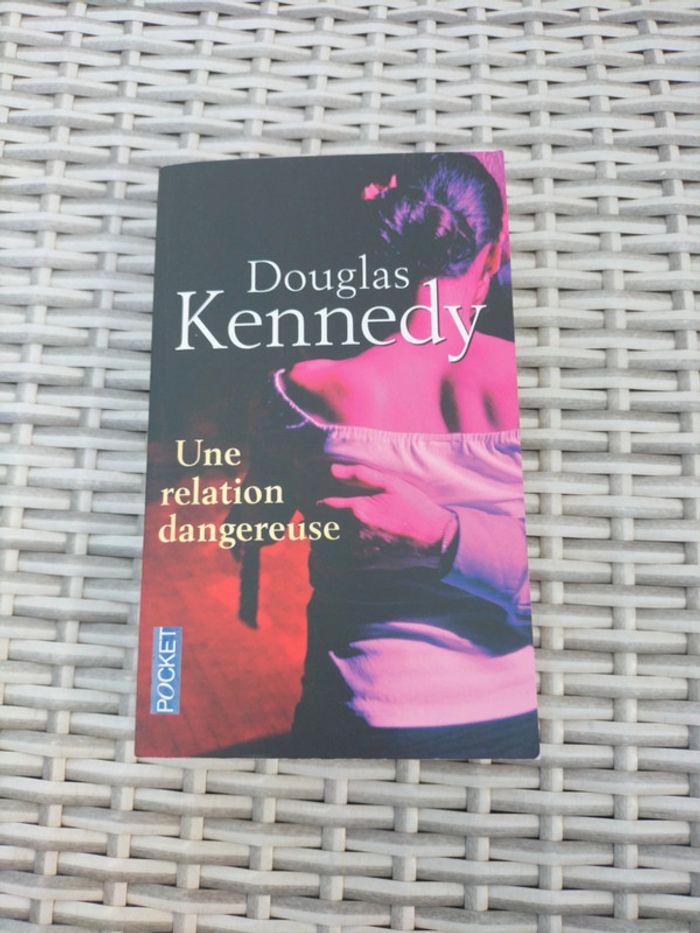 Douglas
Kennedy
Une
relation
dangereuse
POCKET